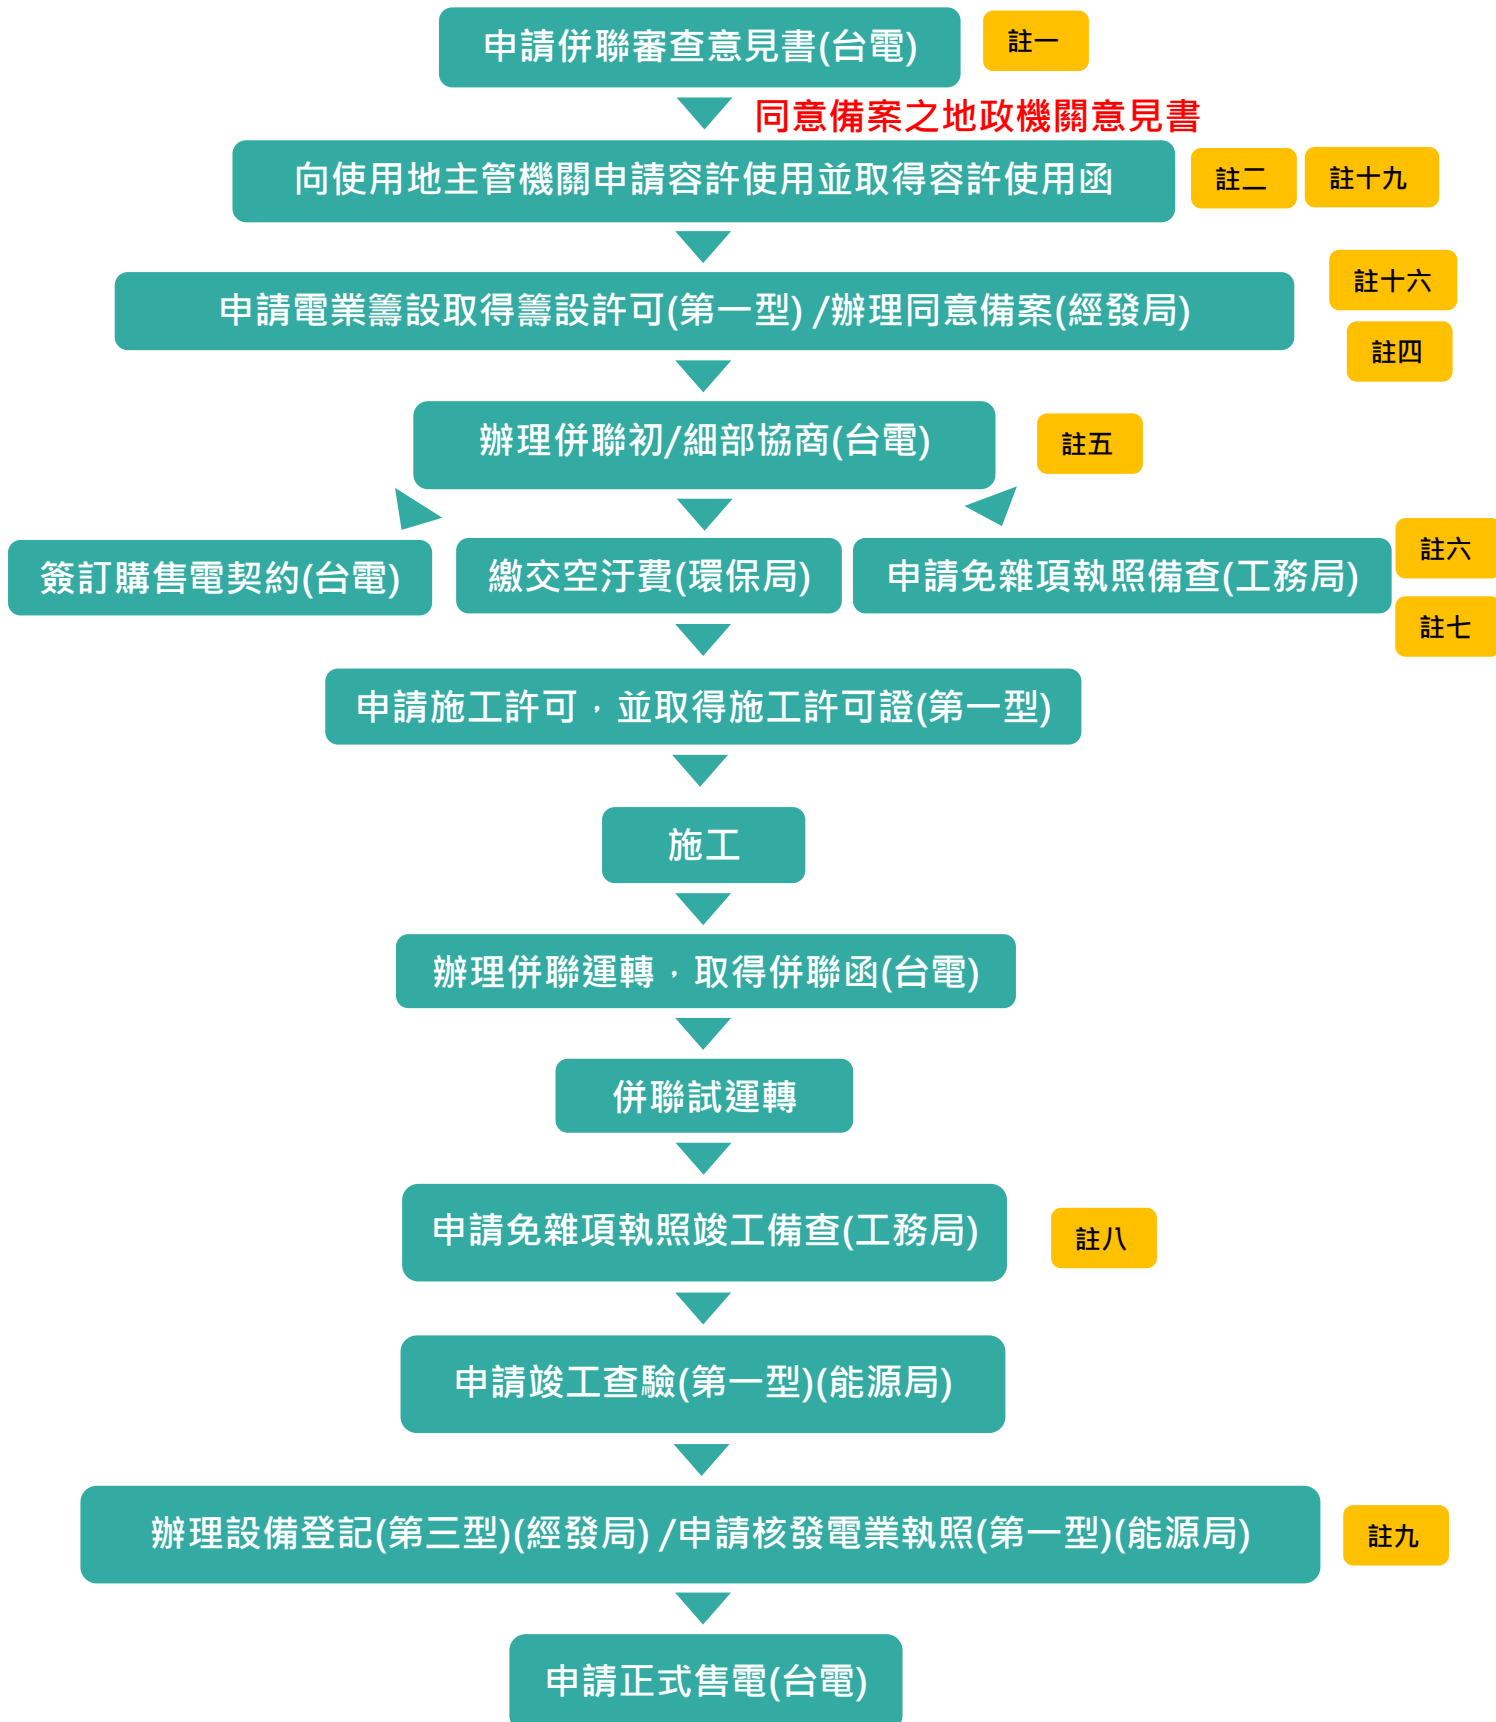 申請併聯審查意見書(台電)
註一
同意備案之地政機關意見書
向使用地主管機關申請容許使用並取得容許使用函
註二
註十九
申請電業籌設取得籌設許可(第一型) /辦理同意備案(經發局)
註十六
註四
辦理併聯初/細部協商(台電)
註五
簽訂購售電契約(台電)
繳交空汙費(環保局)
申請免雜項執照備查(工務局)
註六
註七
申請施工許可，並取得施工許可證(第一型)
施工
辦理併聯運轉，取得併聯函(台電)
併聯試運轉
申請免雜項執照竣工備查(工務局)
註八
申請竣工查驗(第一型)(能源局)
辦理設備登記(第三型)(經發局) /申請核發電業執照(第一型)(能源局)
註九
申請正式售電(台電)